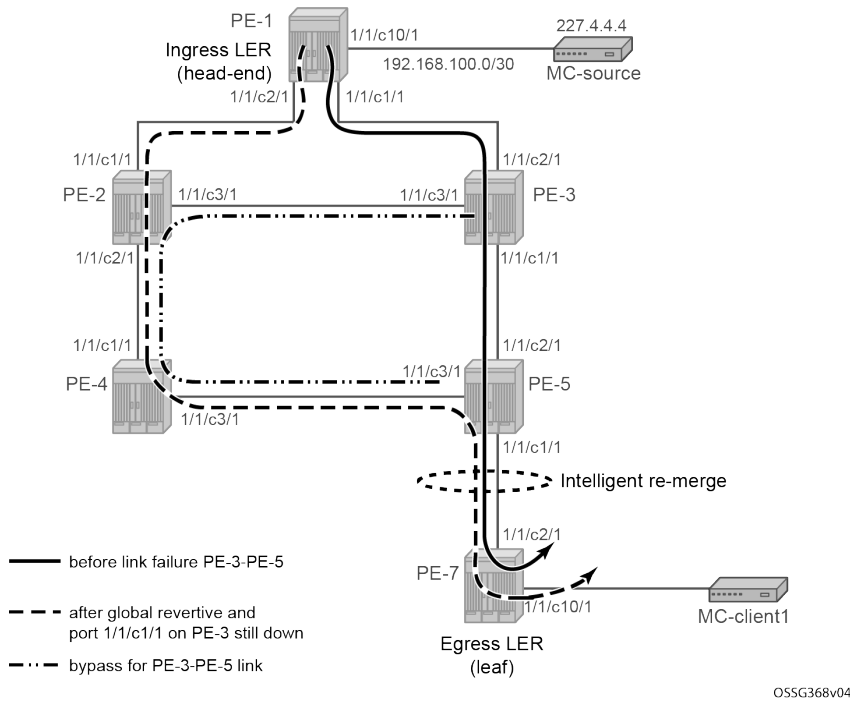 PE-1
1/1/c10/1
227.4.4.4
Ingress LER
(head-end)
192.168.100.0/30
MC-source
1/1/c2/1
1/1/c1/1
1/1/c1/1
1/1/c2/1
PE-2
1/1/c3/1
1/1/c3/1
PE-3
1/1/c2/1
1/1/c1/1
1/1/c1/1
1/1/c2/1
PE-4
1/1/c3/1
PE-5
1/1/c3/1
1/1/c1/1
Intelligent re-merge
1/1/c2/1
before link failure PE-3-PE-5
PE-7
after global revertive and
port 1/1/c1/1 on PE-3 still down
1/1/c10/1
MC-client1
Egress LER
(leaf)
bypass for PE-3-PE-5 link
OSSG368v04